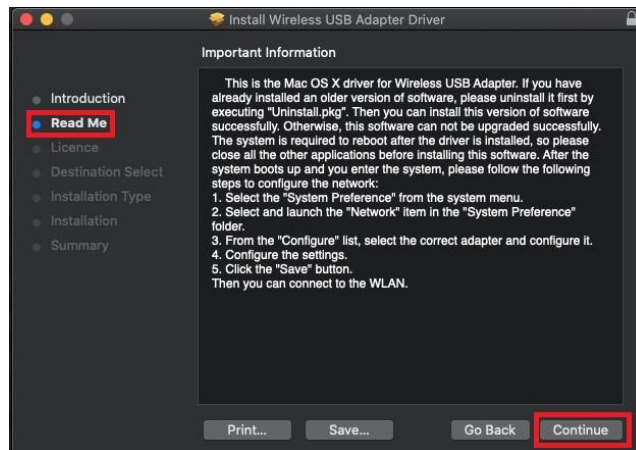 Install Wireless USB Adapter Driver
Important Information
Introduction
Read Me
Licence
Destination Select
Installation Type
Installation
Summary
This is the Mac OS X driver for Wireless USB Adapter. If you have
already installed an older version of software, please uninstall it first by
executing "Uninstall.pkg". Then you can install this version of software
successfully. Otherwise, this software can not be upgraded successfully.
The system is required to reboot after the driver is installed, so please
close all the other applications before installing this software. After the
system boots up and you enter the system, please follow the following
steps to configure the network:
1. Select the "System Preference" from the system menu.
2. Select and launch the "Network" item in the "System Preference"
folder.
3. From the "Configure" list, select the correct adapter and configure it.
4. Configure the settings.
5. Click the "Save" button.
Then you can connect to the WLAN.
Print...
Save...
Go Back
Continue